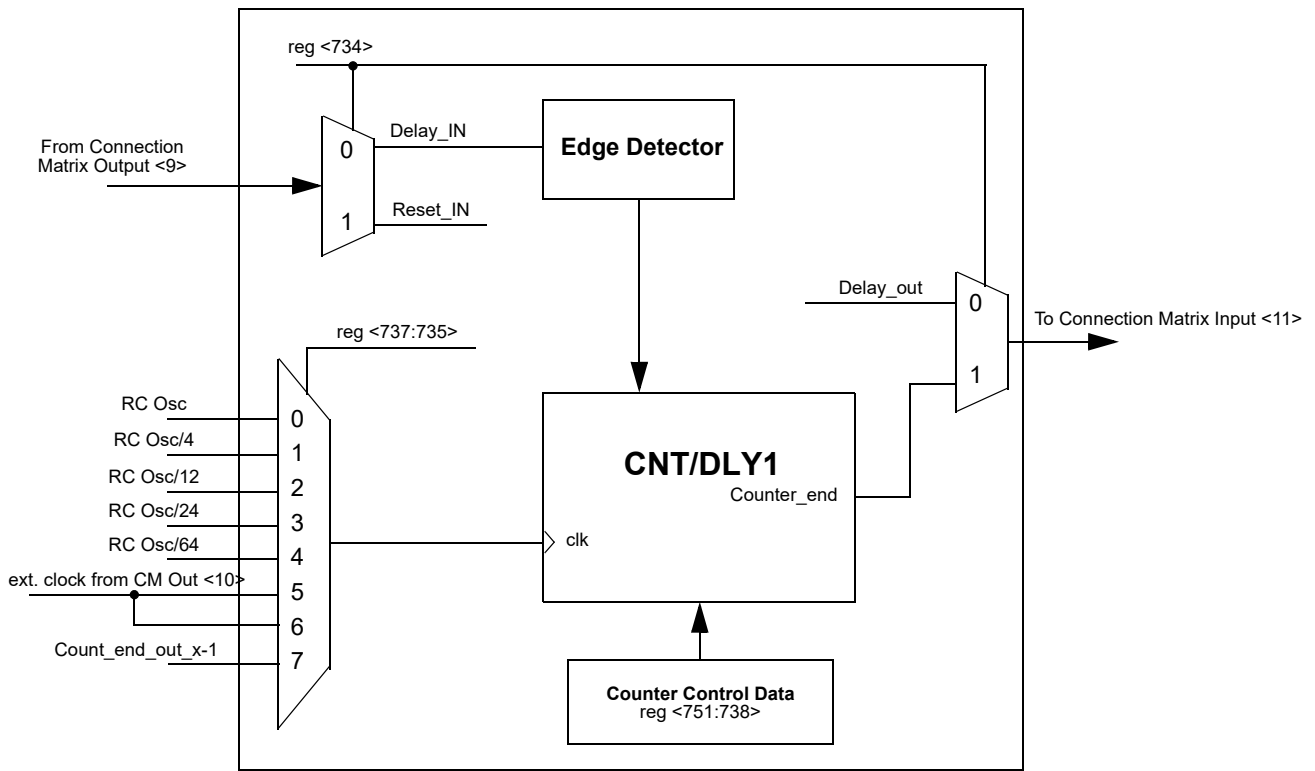 reg <734>
From Connection
Matrix Output <9>
0
1
Delay_IN
Reset_IN
Edge Detector
Delay_out
0
1
To Connection Matrix Input <11>
reg <737:735>
RC Osc
0
RC Osc/4
1
RC Osc/12
2
RC Osc/24
3
RC Osc/64
4
ext. clock from CM Out <10>
5
6
Count_end_out_x-1
7
CNT/DLY1
Counter_end
clk
Counter Control Data
reg <751:738>